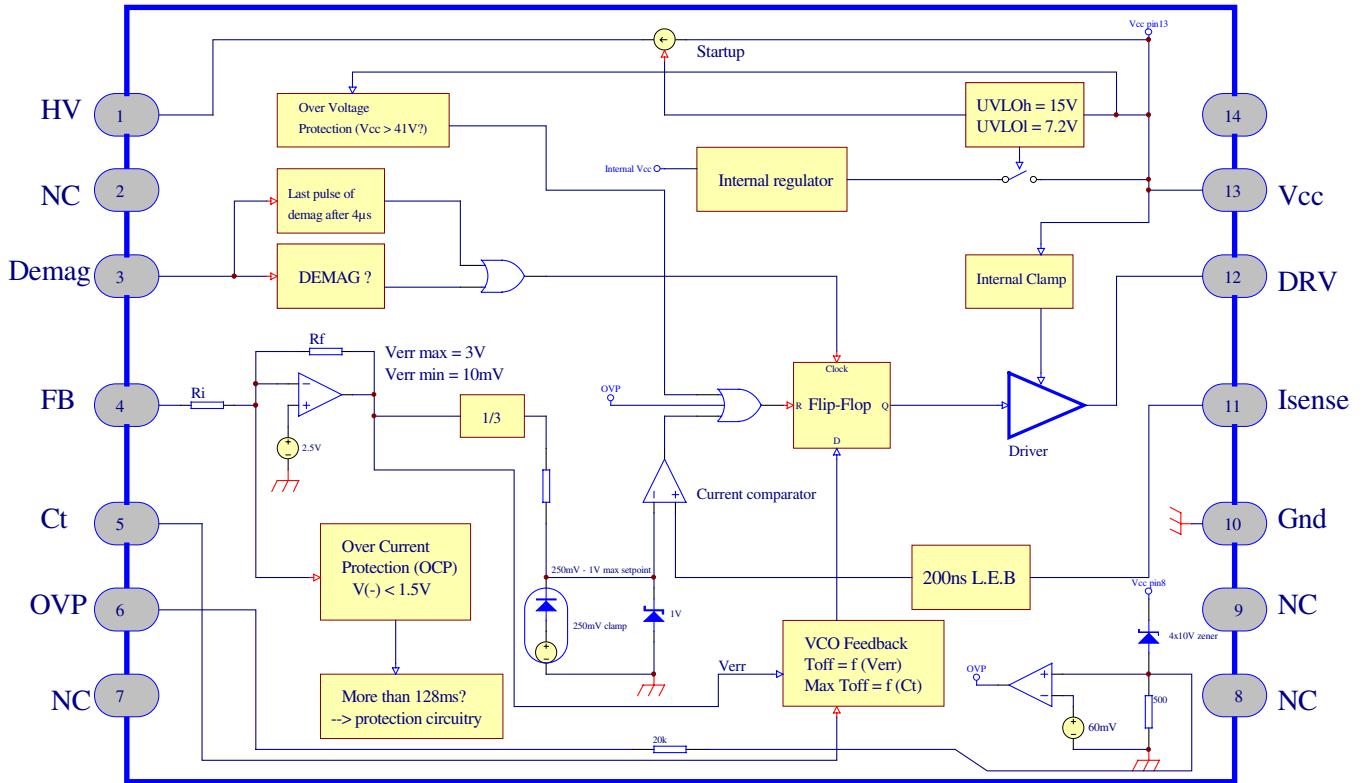 Vcc pin13
Startup
HV
1
Over Voltage
Protection (Vcc > 41V?)
UVLOh = 15V
UVLOl = 7.2V
14
NC
2
Last pulse of
demag after 4µs
Internal Vcc
Internal regulator
13
Vcc
Demag
3
DEMAG ?
Internal Clamp
12
DRV
Rf
Verr max = 3V
Verr min = 10mV
FB
4
Ri
−
+
2.5V
1/3
OVP
Clock
R
Flip-Flop
Q
D
Driver
11
Isense
Current comparator
−
+
Ct
5
10
Gnd
Over Current
Protection (OCP)
V(-) < 1.5V
250mV - 1V max setpoint
200ns L.E.B
Vcc pin8
OVP
6
250mV clamp
1V
9
NC
4x10V zener
VCO Feedback
Toff = f (Verr)
Max Toff = f (Ct)
Verr
OVP
+
−
NC
7
More than 128ms?
--> protection circuitry
8
NC
500
60mV
20k